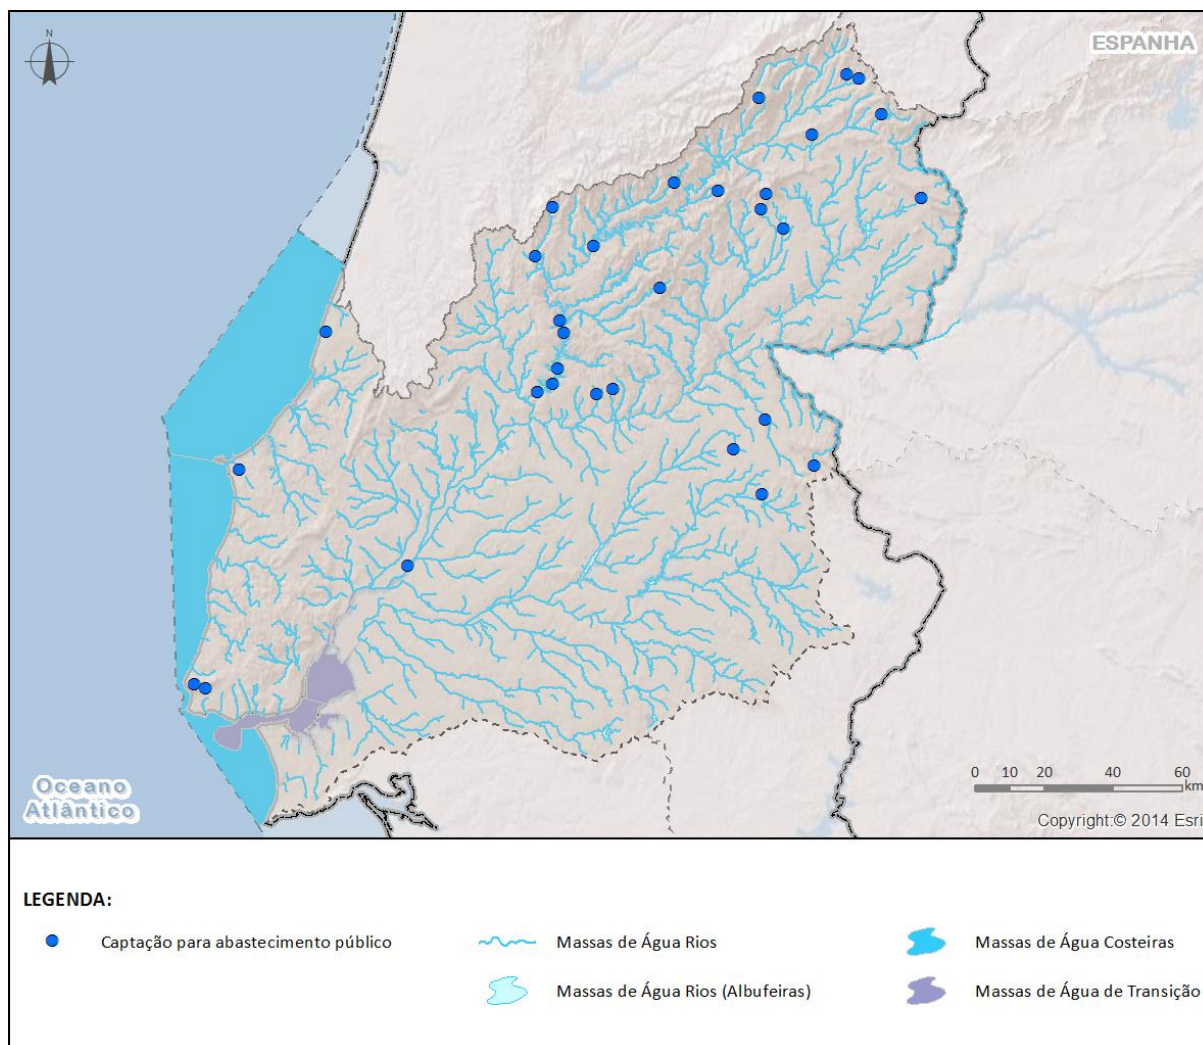 N
ESPANHA
Oceano
Atlântico
0 10 20 40 60
km
Copyright:© 2014 Esri
LEGENDA:
Captação para abastecimento público
Massas de Água Rios
Massas de Água Costeiras
Massas de Água Rios (Albufeiras)
Massas de Água de Transição